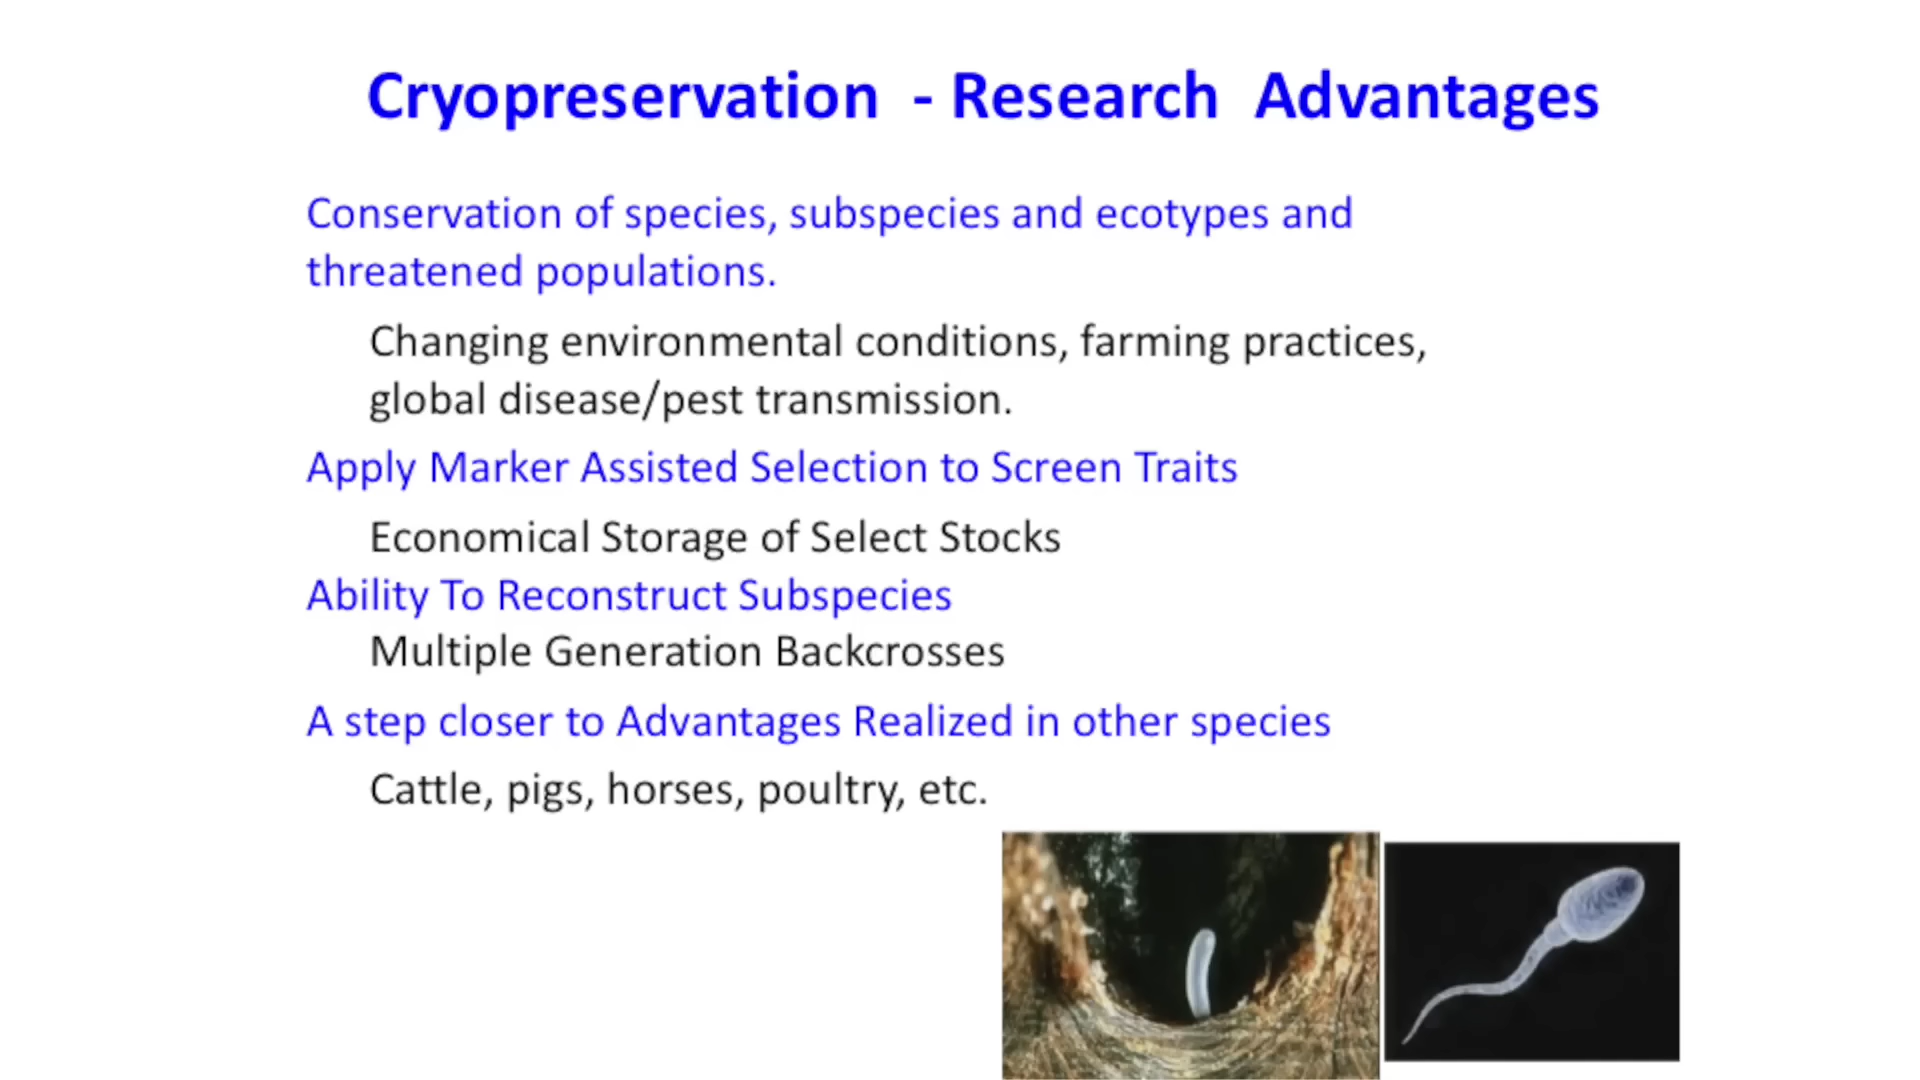 Cryopreservation - Research Advantages
Conservation of species, subspecies and ecotypes and
threatened populations.
Changing environmental conditions, farming practices,
global disease/pest transmission.
Apply Marker Assisted Selection to Screen Traits
Economical Storage of Select Stocks
Ability To Reconstruct Subspecies
Multiple Generation Backcrosses
A step closer to Advantages Realized in other species
Cattle, pigs, horses, poultry, etc.